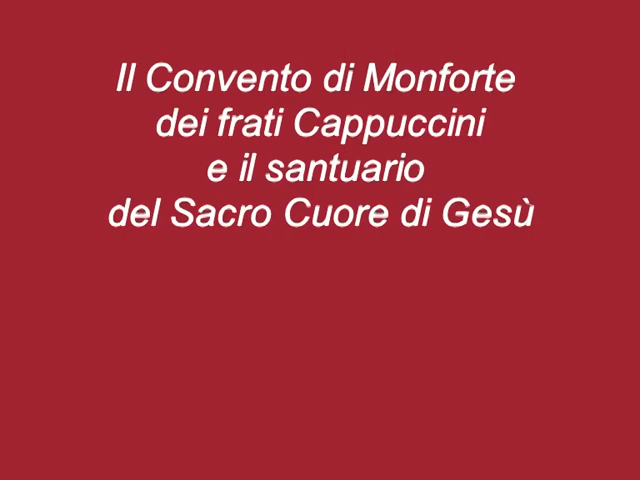 Il Convento di Monforte
dei frati Cappuccini
e il santuario
del Sacro Cuore di Gesù